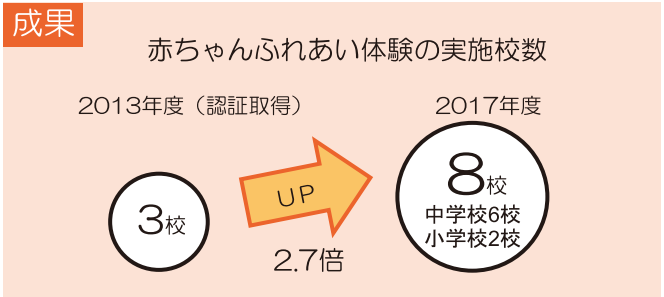 成果
赤ちゃんふれあい体験の実施校数
2013年度（認証取得）
2017年度
3校
UP
2.7倍
8校
中学校6校
小学校2校